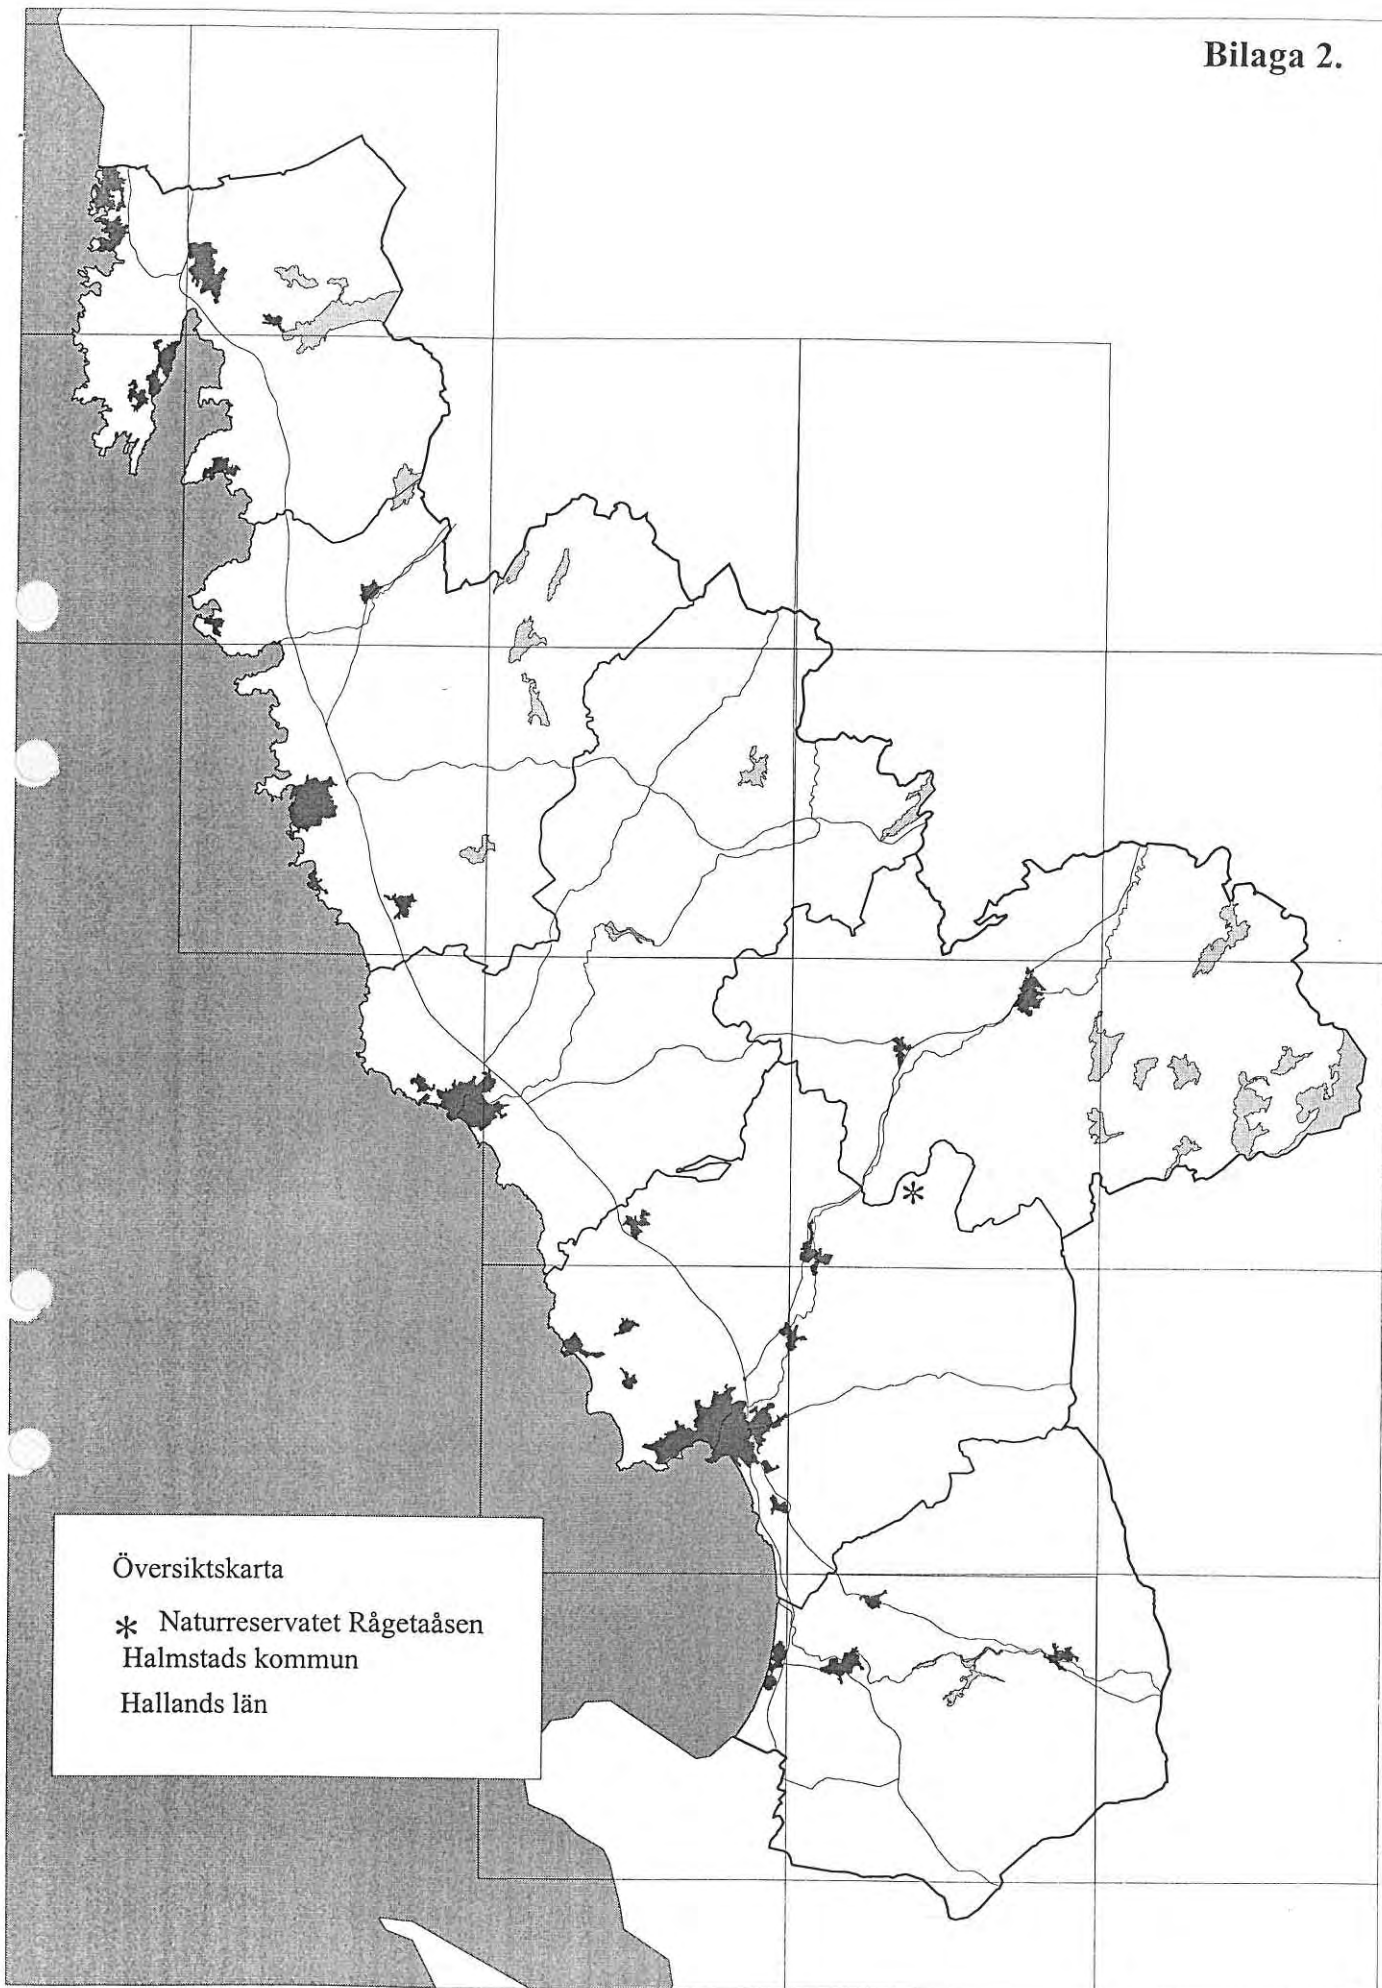 Bilaga 2.
Översiktskarta
* Naturreservatet Rågetaåsen
Halmstads kommun
Hallands län